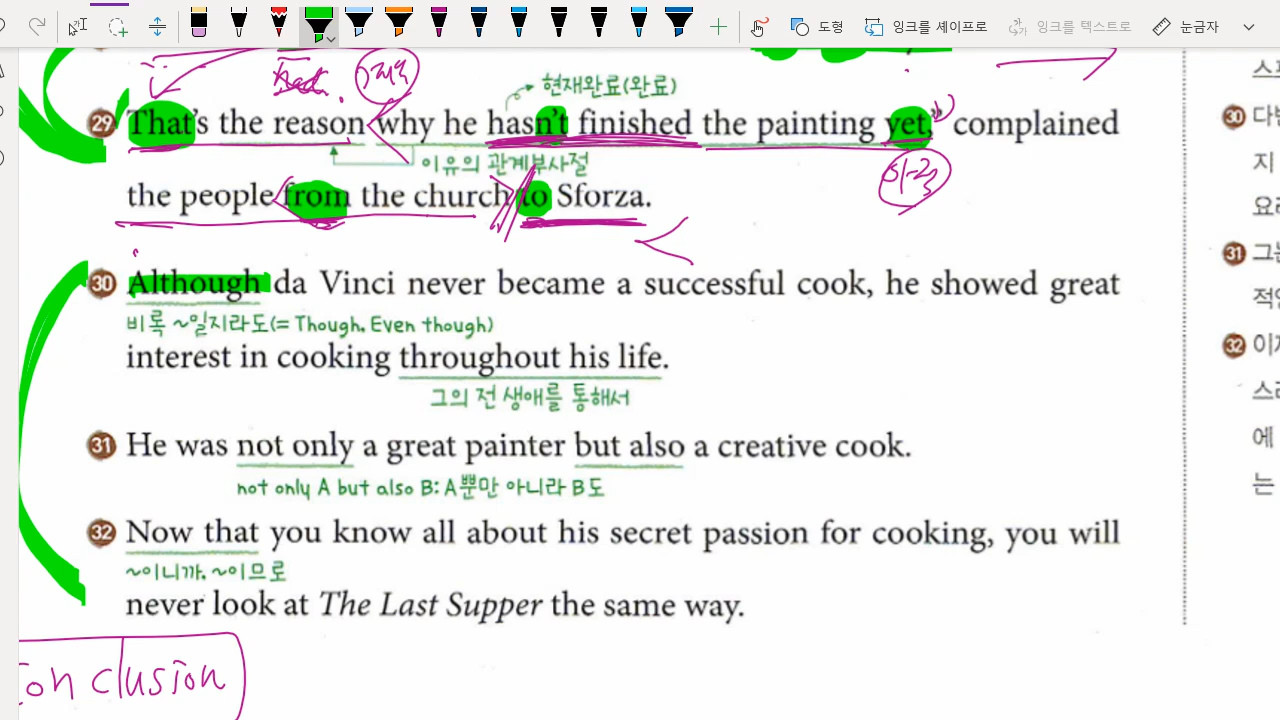 도형 잉크를 셰이프로 잉크를 텍스트로 눈금자
현재완료(완료)
29 That's the reason why he hasn't finished the painting yet," complained
이유의 관계부사절
the people from the church to Sforza.
30 Although da Vinci never became a successful cook, he showed great
비록 ~일지라도(= Though, Even though)
interest in cooking throughout his life.
그의 전 생애를 통해서
31 He was not only a great painter but also a creative cook.
not only A but also B: A뿐만 아니라 B도
32 Now that you know all about his secret passion for cooking, you will
~이니까, ~이므로
never look at The Last Supper the same way.
Conclusion
30
지
31
32
에
는